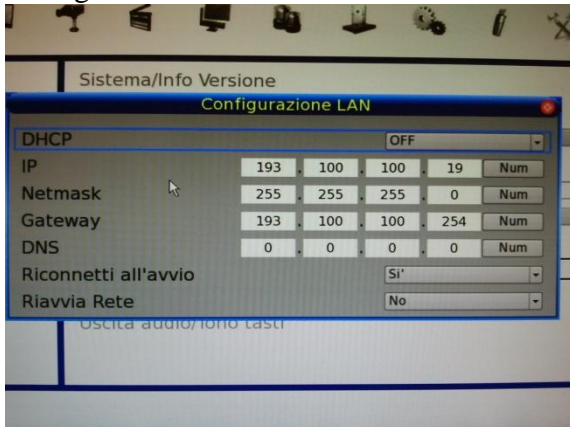 Sistema/Info Versione
Configurazione LAN
DHCP OFF
IP 193 . 100 . 100 . 19 Num
Netmask 255 . 255 . 255 . 0 Num
Gateway 193 . 100 . 100 . 254 Num
DNS 0 . 0 . 0 . 0 Num
Riconnetti all'avvio Si'
Riavvia Rete No
Uscita audio/Tono tasti